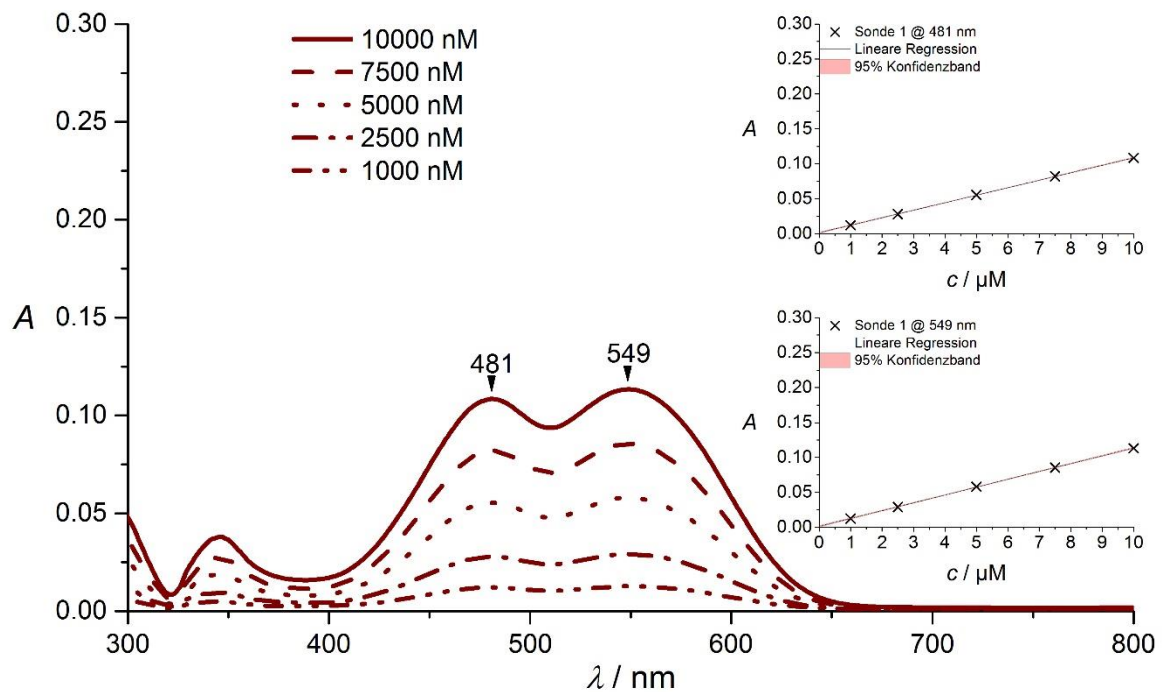 0.30
0.25
0.20
0.15
0.10
0.05
0.00
A
300
400
500
600
700
800
λ / nm
10000 nM
7500 nM
5000 nM
2500 nM
1000 nM
481
549
0.30
0.25
0.20
0.15
0.10
0.05
0.00
A
Sonde 1 @ 481 nm
Lineare Regression
95% Konfidenzband
0 1 2 3 4 5 6 7 8 9 10
c / µM
0.30
0.25
0.20
0.15
0.10
0.05
0.00
A
Sonde 1 @ 549 nm
Lineare Regression
95% Konfidenzband
0 1 2 3 4 5 6 7 8 9 10
c / µM